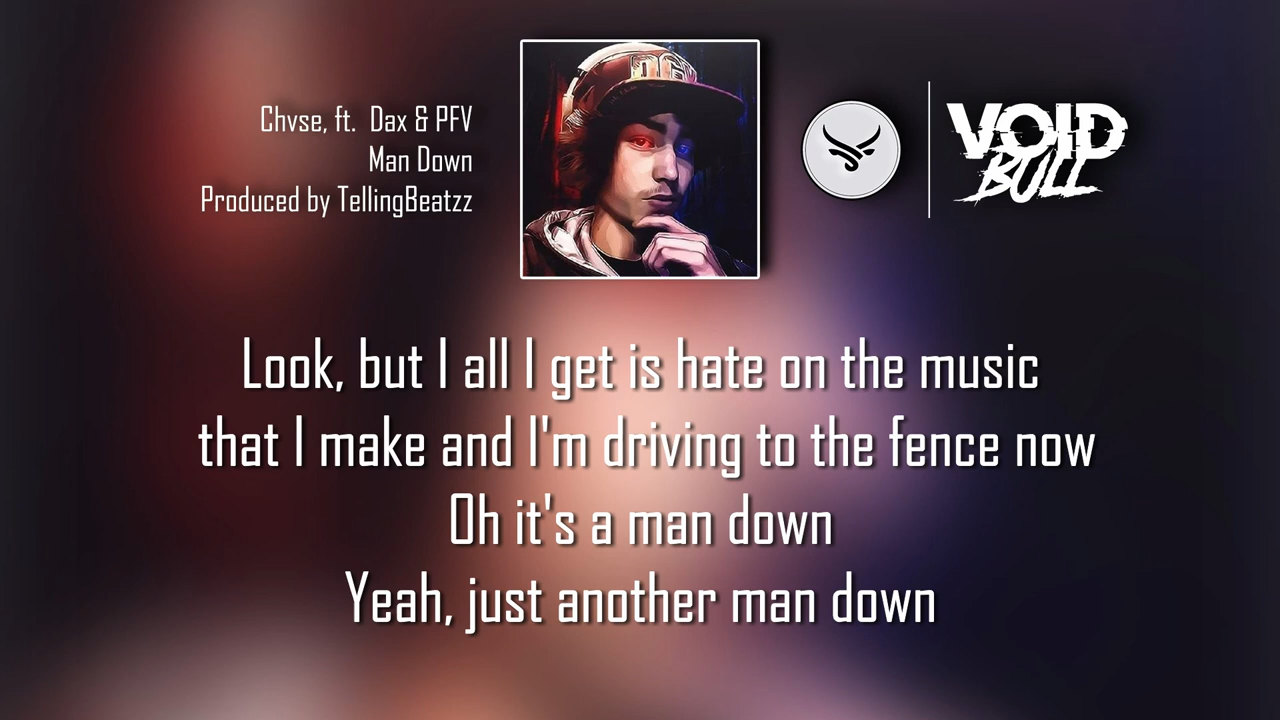 Chvse, ft. Dax & PFV
Man Down
Produced by TellingBeatzz
VOID
BULL
Look, but I all I get is hate on the music
that I make and I'm driving to the fence now
Oh it's a man down
Yeah, just another man down